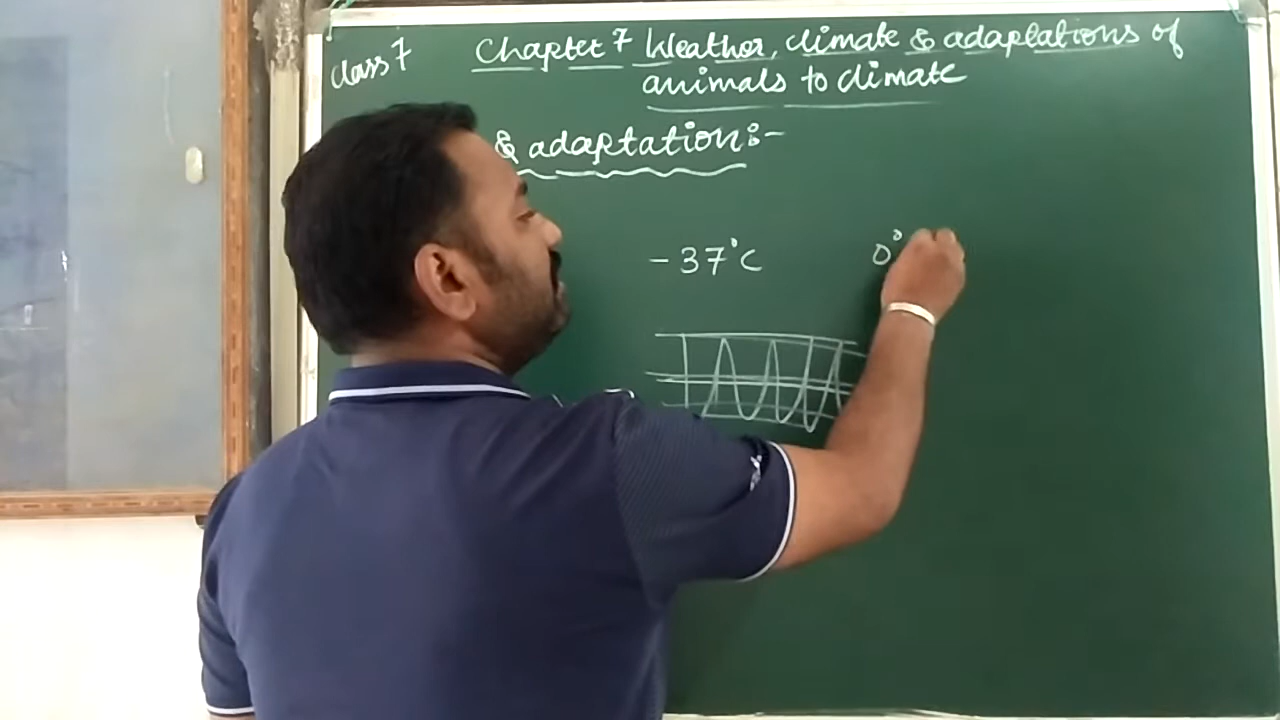 class 7
Chapter 7 Weather, climate & adaptations of
animals to climate
& adaptation:-
-37°C 0°